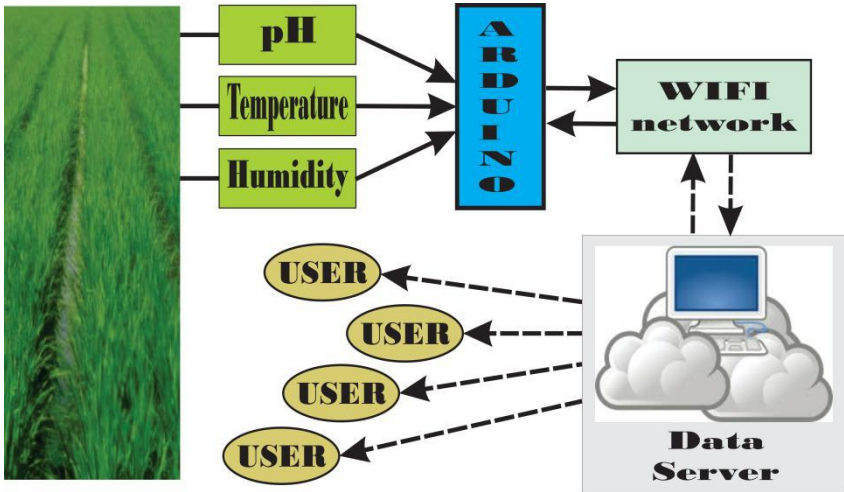 pH
Temperature
Humidity
ARDUINO
WIFI
network
USER
USER
USER
USER
Data
Server